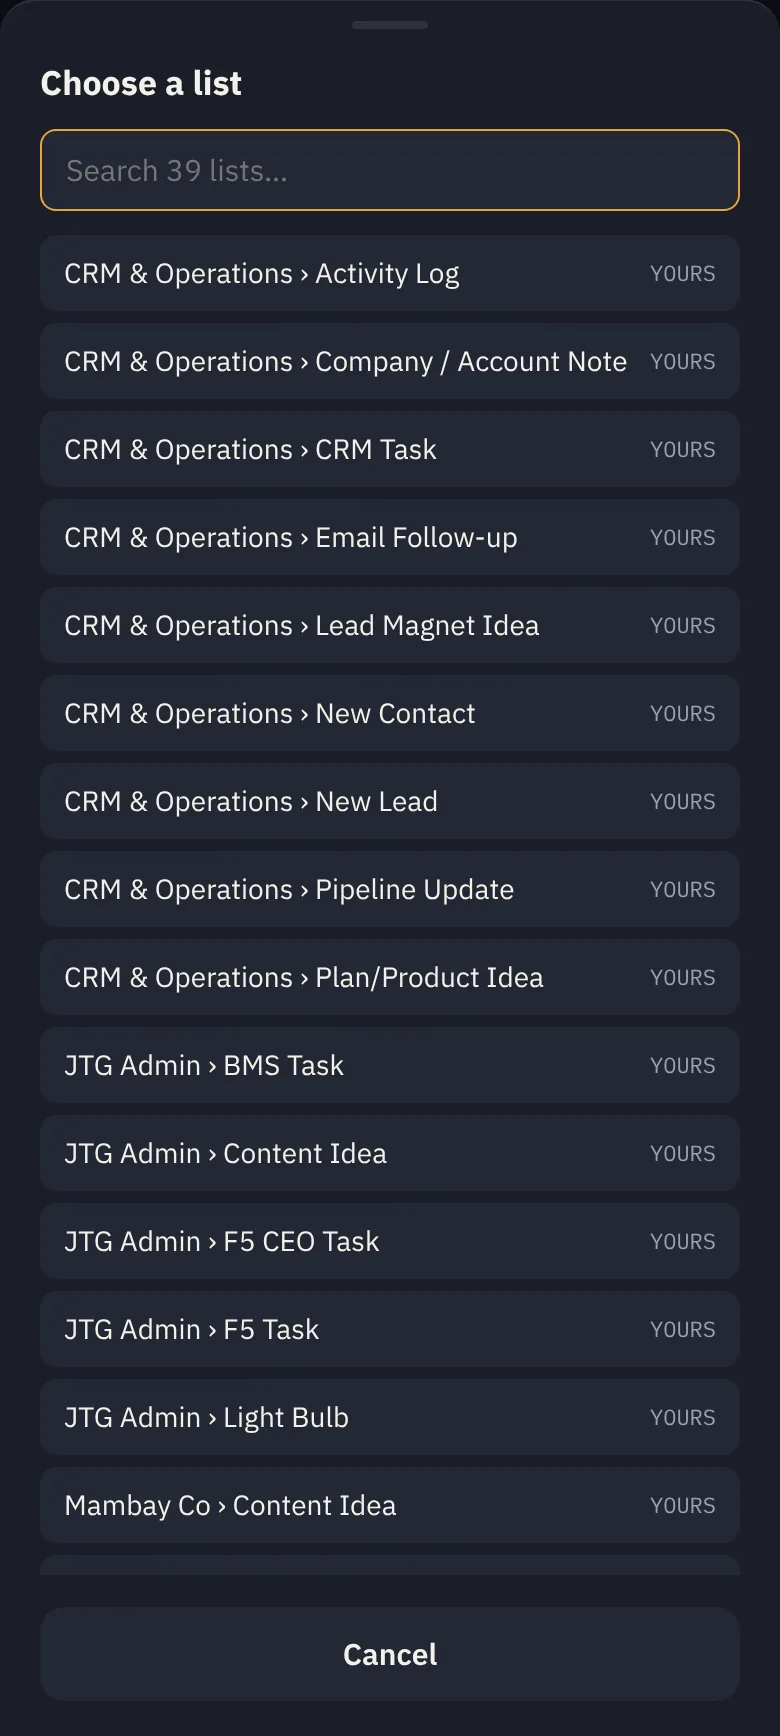 Choose a list
Search 39 lists...
CRM & Operations › Activity Log YOURS
CRM & Operations › Company / Account Note YOURS
CRM & Operations › CRM Task YOURS
CRM & Operations › Email Follow-up YOURS
CRM & Operations › Lead Magnet Idea YOURS
CRM & Operations › New Contact YOURS
CRM & Operations › New Lead YOURS
CRM & Operations › Pipeline Update YOURS
CRM & Operations › Plan/Product Idea YOURS
JTG Admin › BMS Task YOURS
JTG Admin › Content Idea YOURS
JTG Admin › F5 CEO Task YOURS
JTG Admin › F5 Task YOURS
JTG Admin › Light Bulb YOURS
Mambay Co › Content Idea YOURS
Cancel